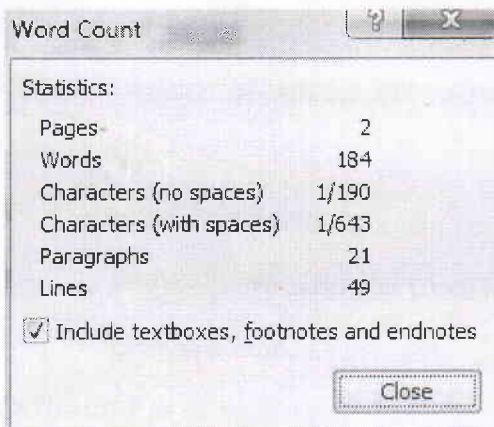 Word Count
Statistics:
Pages 2
Words 184
Characters (no spaces) 1/190
Characters (with spaces) 1/643
Paragraphs 21
Lines 49
Include textboxes, footnotes and endnotes
Close